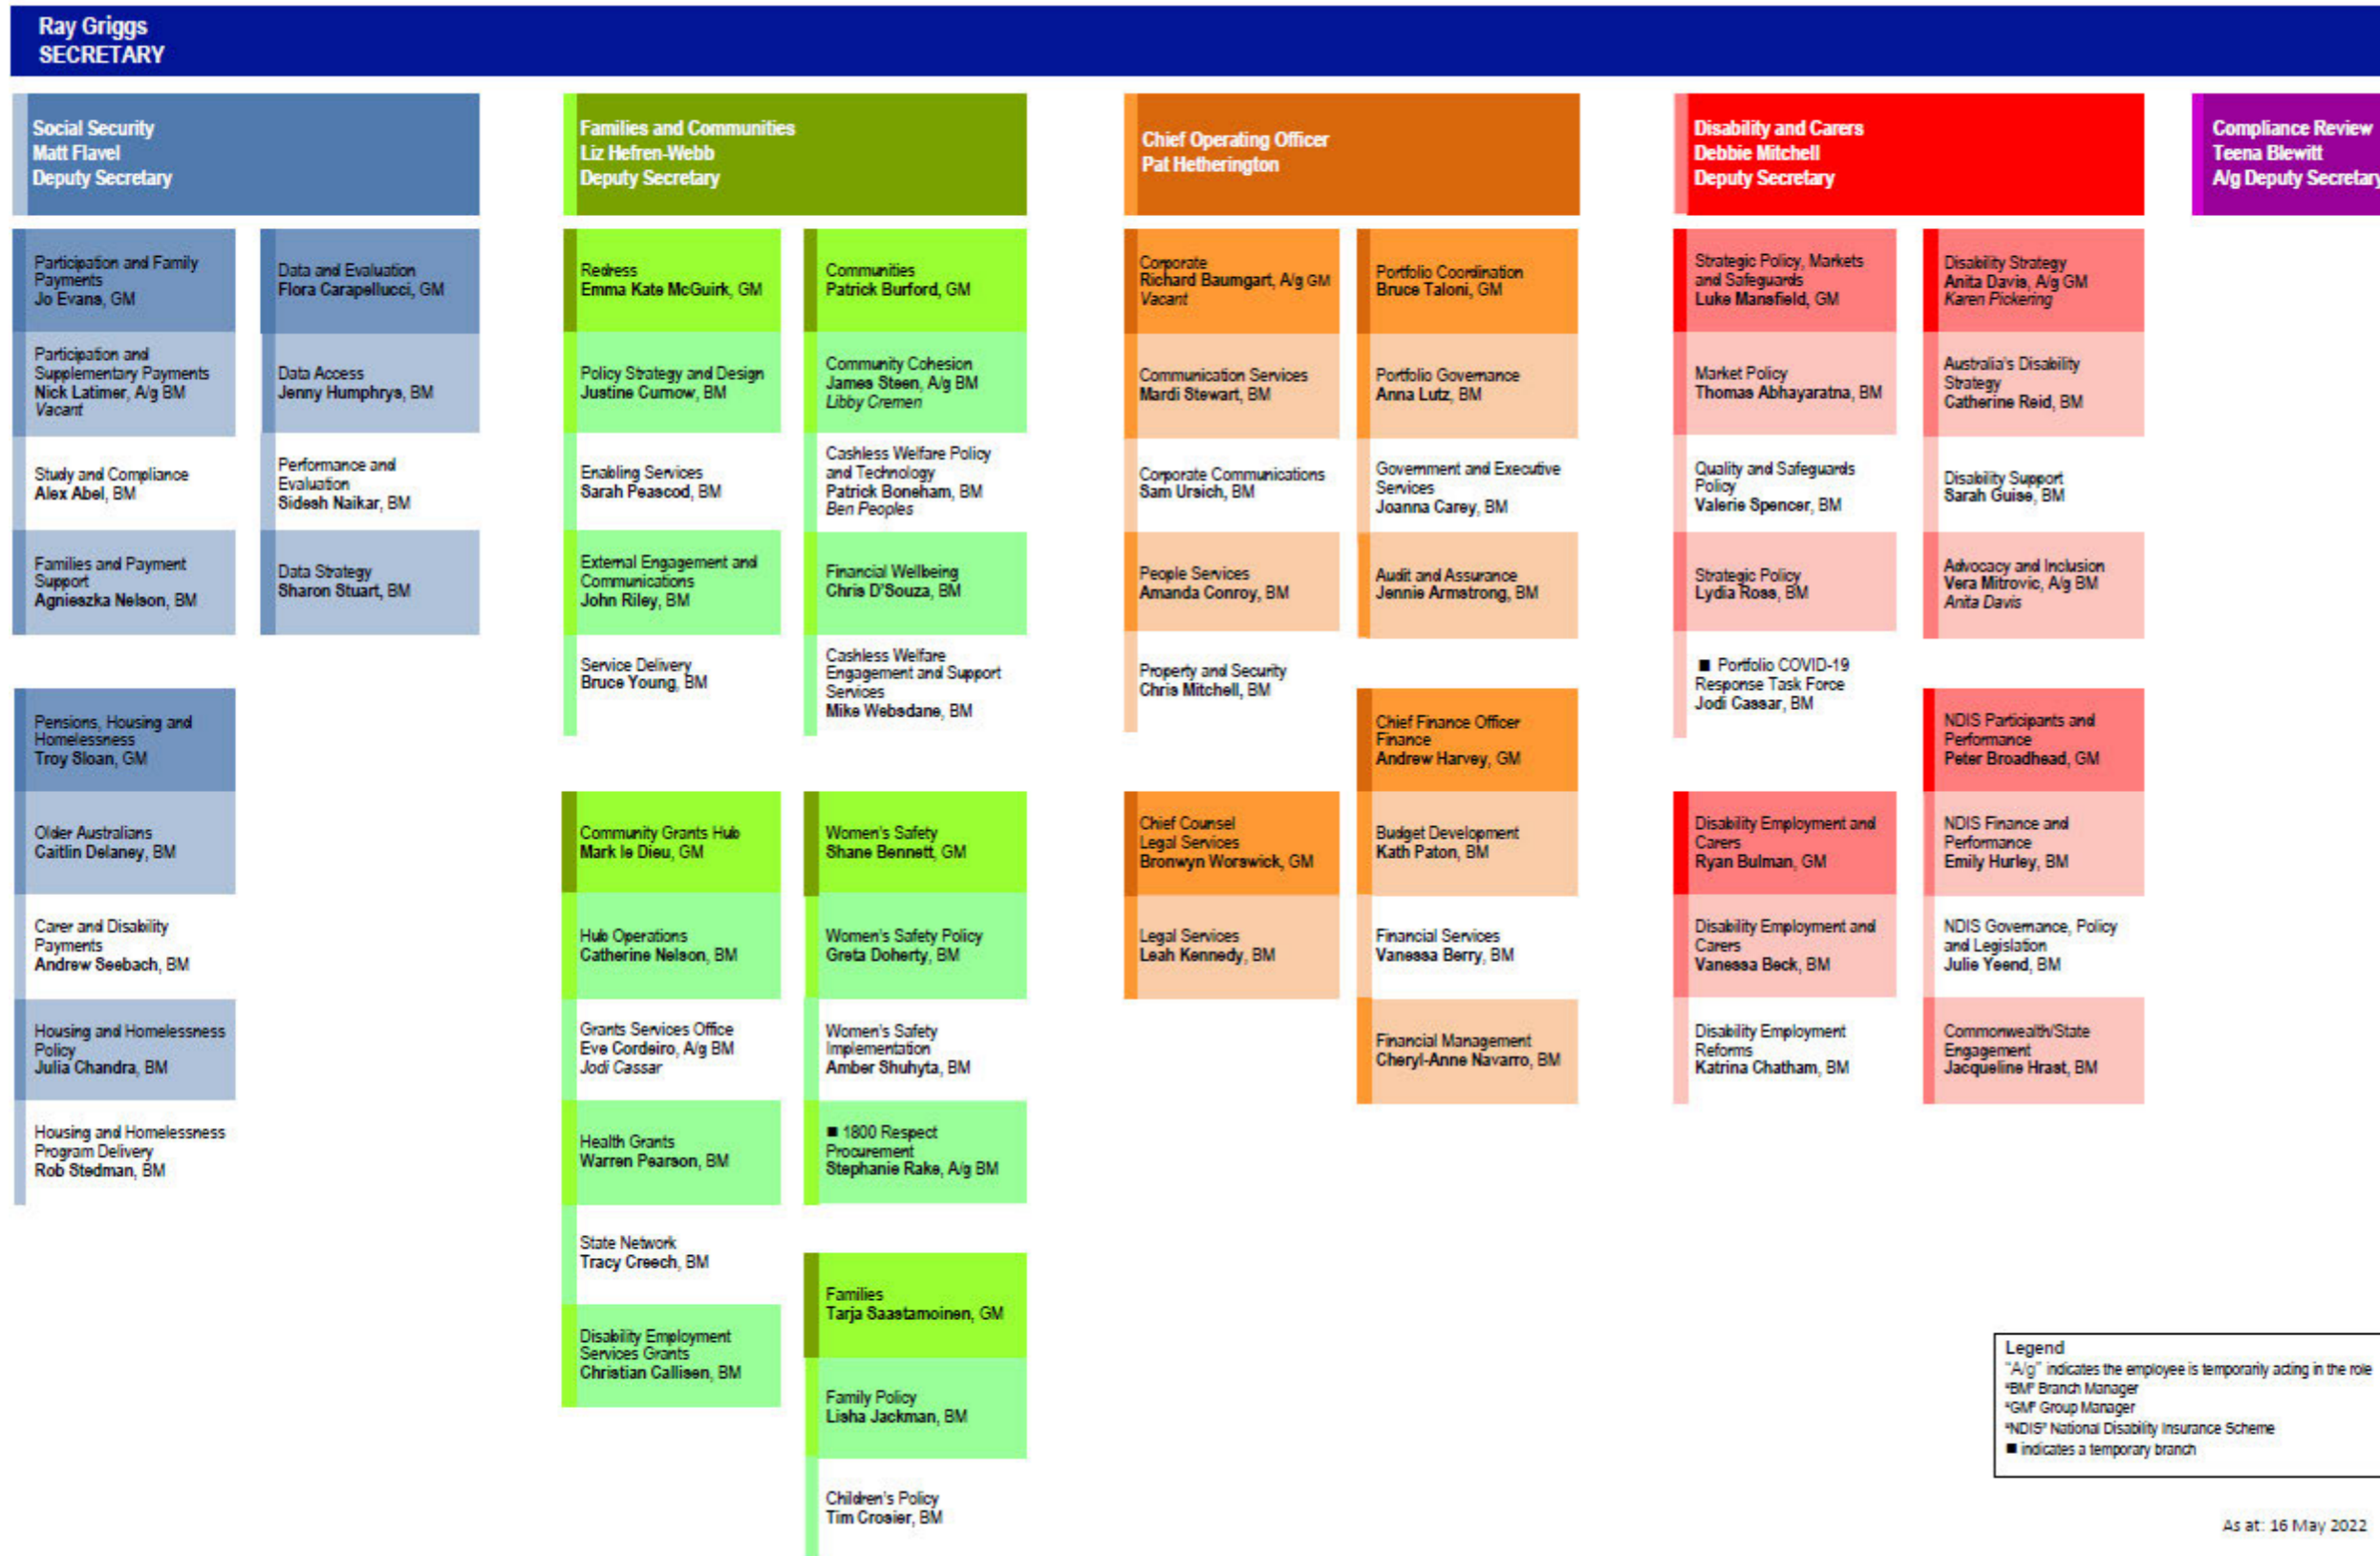 Ray Griggs
SECRETARY
Social Security
Matt Flavel
Deputy Secretary
Participation and Family
Payments
Jo Evans, GM
Participation and
Supplementary Payments
Nick Latimer, A/g BM
Vacant
Study and Compliance
Alex Abel, BM
Families and Payment
Support
Agnieszka Nelson, BM
Data and Evaluation
Flora Carapellucci, GM
Data Access
Jenny Humphrys, BM
Performance and
Evaluation
Sidesh Naikar, BM
Data Strategy
Sharon Stuart, BM
Pensions, Housing and
Homelessness
Troy Sloan, GM
Older Australians
Caitlin Delaney, BM
Carer and Disability
Payments
Andrew Seebach, BM
Housing and Homelessness
Policy
Julia Chandra, BM
Housing and Homelessness
Program Delivery
Rob Stedman, BM
Families and Communities
Liz Hefren-Webb
Deputy Secretary
Redress
Emma Kate McGuirk, GM
Policy Strategy and Design
Justine Curnow, BM
Enabling Services
Sarah Peascod, BM
External Engagement and
Communications
John Riley, BM
Service Delivery
Bruce Young, BM
Communities
Patrick Burford, GM
Community Cohesion
James Steen, A/g BM
Libby Cremen
Cashless Welfare Policy
and Technology
Patrick Boneham, BM
Ben Peoples
Financial Wellbeing
Chris D'Souza, BM
Cashless Welfare
Engagement and Support
Services
Mike Websdane, BM
Community Grants Hub
Mark le Dieu, GM
Hub Operations
Catherine Nelson, BM
Grants Services Office
Eve Cordeiro, A/g BM
Jodi Cassar
Health Grants
Warren Pearson, BM
State Network
Tracy Creech, BM
Disability Employment
Services Grants
Christian Callisen, BM
Women's Safety
Shane Bennett, GM
Women's Safety Policy
Greta Doherty, BM
Women's Safety
Implementation
Amber Shuhyta, BM
■ 1800 Respect
Procurement
Stephanie Rake, A/g BM
Families
Tarja Saastamoinen, GM
Family Policy
Lisha Jackman, BM
Children's Policy
Tim Crosier, BM
Chief Operating Officer
Pat Hetherington
Corporate
Richard Baumgart, A/g GM
Vacant
Communication Services
Mardi Stewart, BM
Corporate Communications
Sam Ursich, BM
People Services
Amanda Conroy, BM
Property and Security
Chris Mitchell, BM
Portfolio Coordination
Bruce Taloni, GM
Portfolio Governance
Anna Lutz, BM
Government and Executive
Services
Joanna Carey, BM
Audit and Assurance
Jennie Armstrong, BM
Chief Counsel
Legal Services
Bronwyn Worswick, GM
Legal Services
Leah Kennedy, BM
Chief Finance Officer
Finance
Andrew Harvey, GM
Budget Development
Kath Paton, BM
Financial Services
Vanessa Berry, BM
Financial Management
Cheryl-Anne Navarro, BM
Disability and Carers
Debbie Mitchell
Deputy Secretary
Strategic Policy, Markets
and Safeguards
Luke Mansfield, GM
Market Policy
Thomas Abhayaratna, BM
Quality and Safeguards
Policy
Valerie Spencer, BM
Strategic Policy
Lydia Ross, BM
■ Portfolio COVID-19
Response Task Force
Jodi Cassar, BM
Disability Strategy
Anita Davis, A/g GM
Karen Pickering
Australia's Disability
Strategy
Catherine Reid, BM
Disability Support
Sarah Guise, BM
Advocacy and Inclusion
Vera Mitrovic, A/g BM
Anita Davis
Disability Employment and
Carers
Ryan Bulman, GM
Disability Employment and
Carers
Vanessa Beck, BM
Disability Employment
Reforms
Katrina Chatham, BM
NDIS Participants and
Performance
Peter Broadhead, GM
NDIS Finance and
Performance
Emily Hurley, BM
NDIS Governance, Policy
and Legislation
Julie Yeend, BM
Commonwealth/State
Engagement
Jacqueline Hrast, BM
Compliance Review
Teena Blewitt
A/g Deputy Secretary
Legend
"A/g" indicates the employee is temporarily acting in the role
"BM" Branch Manager
"GM" Group Manager
"NDIS" National Disability Insurance Scheme
■ indicates a temporary branch
As at: 16 May 2022